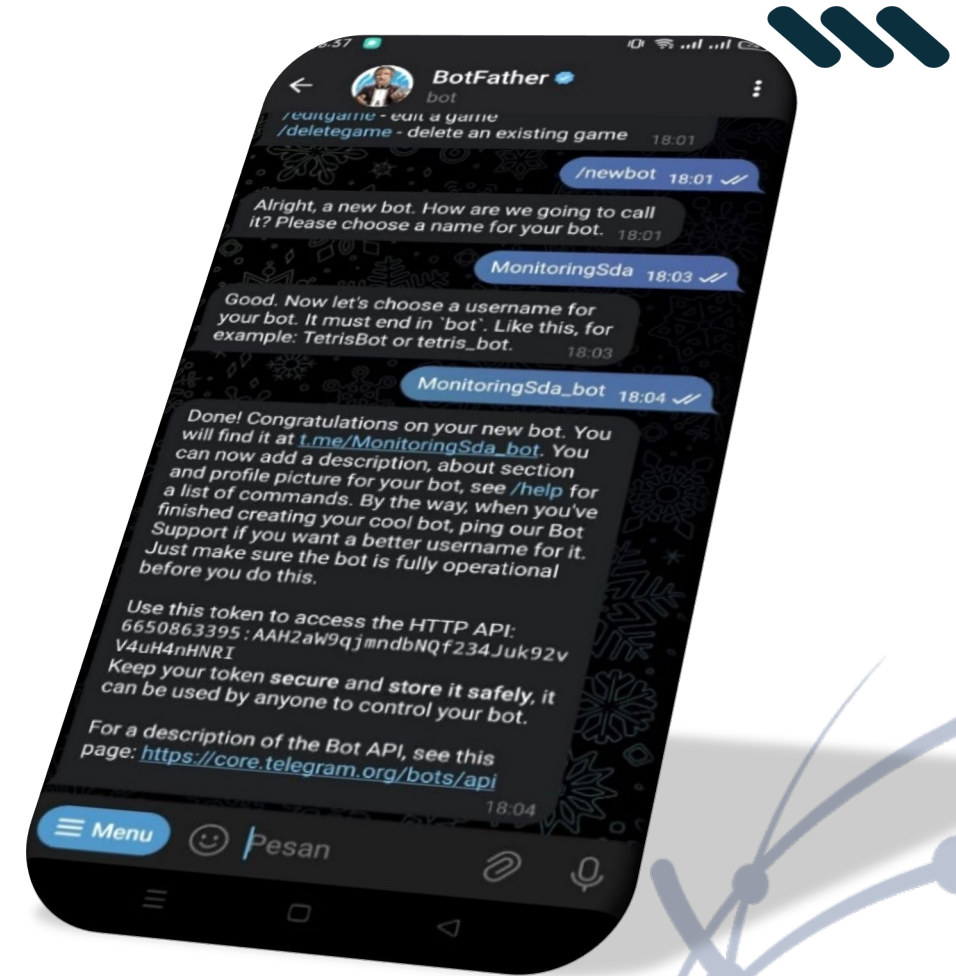 BotFather
bot
/editgame - edit a game
/deletegame - delete an existing game 18:01
/newbot 18:01
Alright, a new bot. How are we going to call
it? Please choose a name for your bot. 18:01
MonitoringSda 18:03
Good. Now let's choose a username for
your bot. It must end in `bot`. Like this, for
example: TetrisBot or tetris_bot. 18:03
MonitoringSda_bot 18:04
Done! Congratulations on your new bot. You
will find it at t.me/MonitoringSda_bot. You
can now add a description, about section
and profile picture for your bot, see /help for
a list of commands. By the way, when you've
finished creating your cool bot, ping our Bot
Support if you want a better username for it.
Just make sure the bot is fully operational
before you do this.
Use this token to access the HTTP API:
6650863395:AAH2aW9qjmndbNQf234Juk92v
V4uH4nHNRI
Keep your token secure and store it safely, it
can be used by anyone to control your bot.
For a description of the Bot API, see this
page: https://core.telegram.org/bots/api
18:04
Menu
Pesan